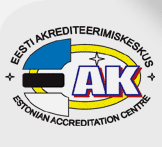 EESTI AKREDITEERIMISKESKUS
AK
ESTONIAN ACCREDITATION CENTRE